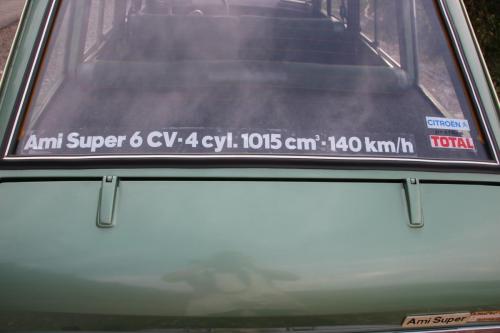 Ami Super 6 CV · 4 cyl. 1015 cm³ · 140 km/h
CITROËN
TOTAL
Ami Super